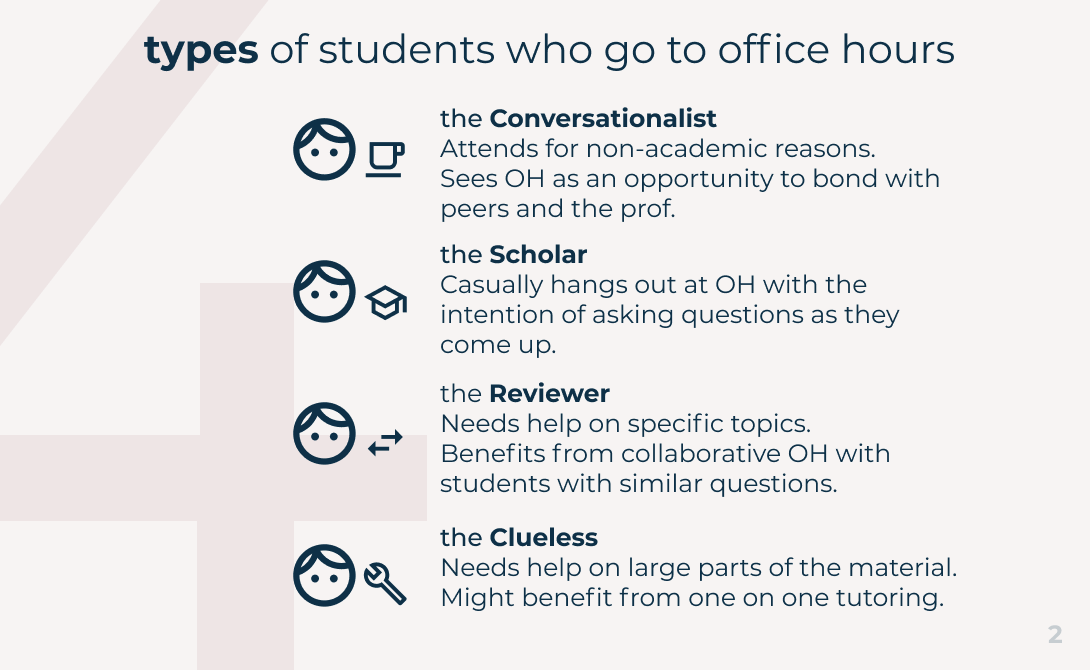 types of students who go to office hours
the Conversationalist
Attends for non-academic reasons.
Sees OH as an opportunity to bond with
peers and the prof.
the Scholar
Casually hangs out at OH with the
intention of asking questions as they
come up.
the Reviewer
Needs help on specific topics.
Benefits from collaborative OH with
students with similar questions.
the Clueless
Needs help on large parts of the material.
Might benefit from one on one tutoring.
2
4